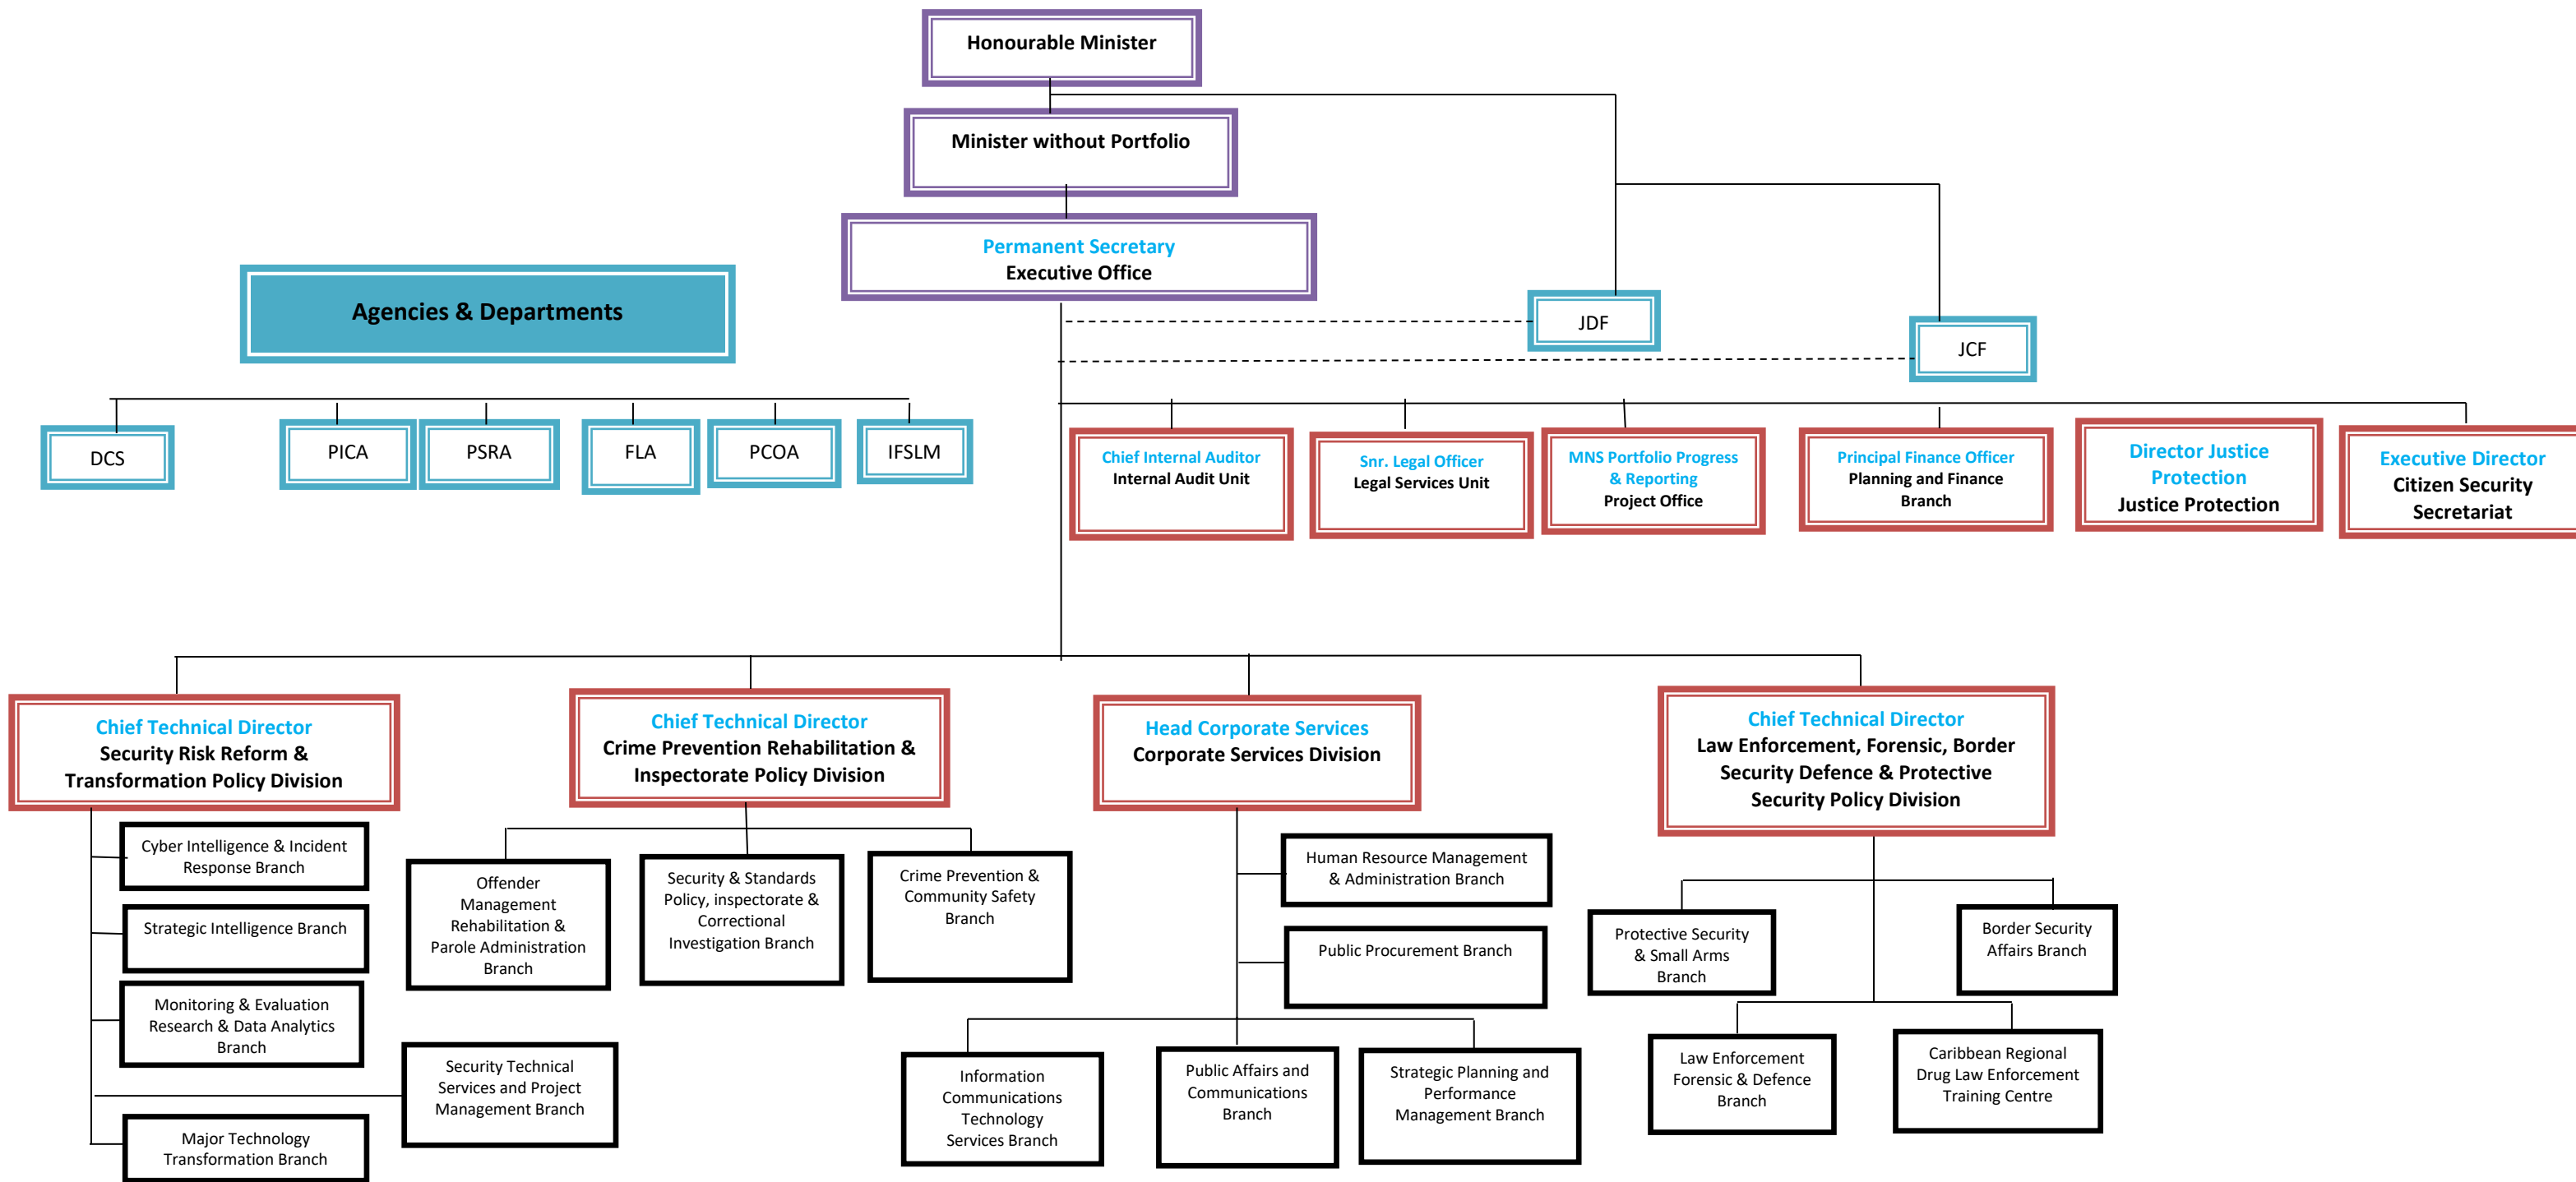 Honourable Minister
Minister without Portfolio
Permanent Secretary
Executive Office
Agencies & Departments
JDF
JCF
DCS
PICA
PSRA
FLA
PCOA
IFSLM
Chief Internal Auditor
Internal Audit Unit
Snr. Legal Officer
Legal Services Unit
MNS Portfolio Progress
& Reporting
Project Office
Principal Finance Officer
Planning and Finance
Branch
Director Justice
Protection
Justice Protection
Executive Director
Citizen Security
Secretariat
Chief Technical Director
Security Risk Reform &
Transformation Policy Division
Chief Technical Director
Crime Prevention Rehabilitation &
Inspectorate Policy Division
Head Corporate Services
Corporate Services Division
Chief Technical Director
Law Enforcement, Forensic, Border
Security Defence & Protective
Security Policy Division
Cyber Intelligence & Incident
Response Branch
Strategic Intelligence Branch
Monitoring & Evaluation
Research & Data Analytics
Branch
Security Technical
Services and Project
Management Branch
Major Technology
Transformation Branch
Offender
Management
Rehabilitation &
Parole Administration
Branch
Security & Standards
Policy, inspectorate &
Correctional
Investigation Branch
Crime Prevention &
Community Safety
Branch
Human Resource Management
& Administration Branch
Public Procurement Branch
Information
Communications
Technology
Services Branch
Public Affairs and
Communications
Branch
Strategic Planning and
Performance
Management Branch
Protective Security
& Small Arms
Branch
Border Security
Affairs Branch
Law Enforcement
Forensic & Defence
Branch
Caribbean Regional
Drug Law Enforcement
Training Centre